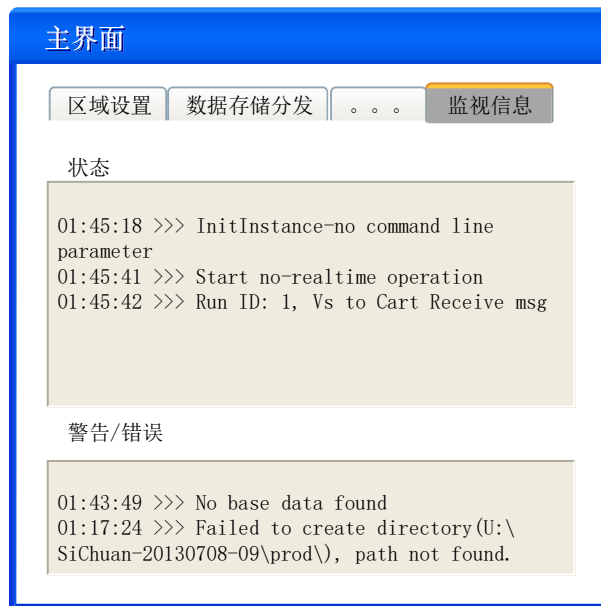 主界面
区域设置 数据存储分发 。。。 监视信息
状态
01:45:18 >>> InitInstance-no command line
parameter
01:45:41 >>> Start no-realtime operation
01:45:42 >>> Run ID: 1, Vs to Cart Receive msg
警告/错误
01:43:49 >>> No base data found
01:17:24 >>> Failed to create directory(U:\
SiChuan-20130708-09\prod\), path not found.